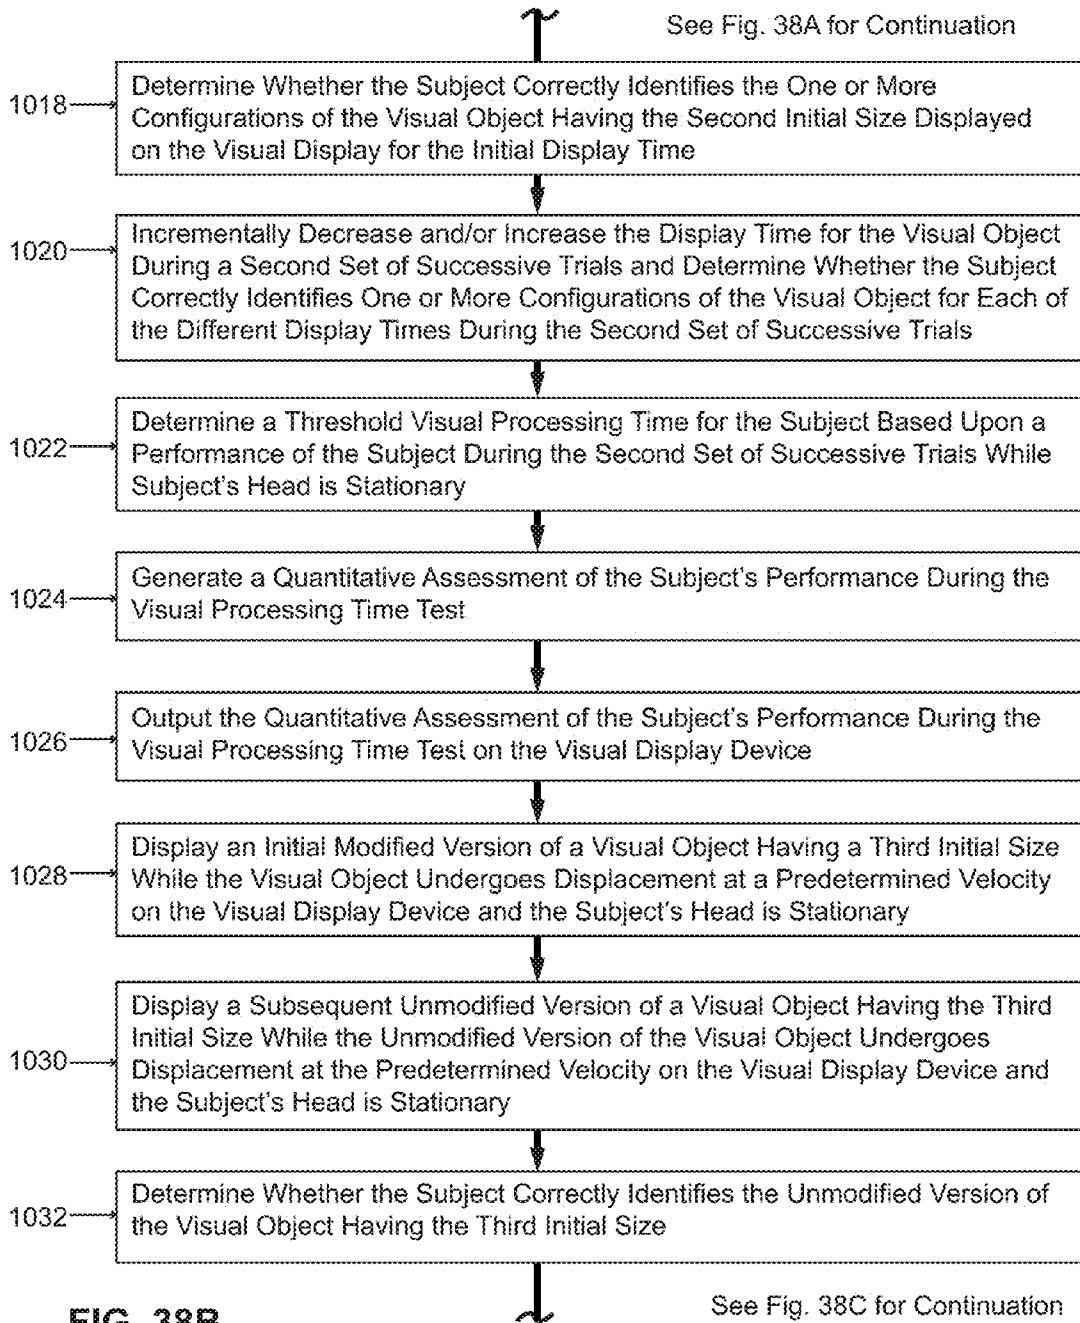 See Fig. 38A for Continuation
1018
Determine Whether the Subject Correctly Identifies the One or More
Configurations of the Visual Object Having the Second Initial Size Displayed
on the Visual Display for the Initial Display Time
1020
Incrementally Decrease and/or Increase the Display Time for the Visual Object
During a Second Set of Successive Trials and Determine Whether the Subject
Correctly Identifies One or More Configurations of the Visual Object for Each of
the Different Display Times During the Second Set of Successive Trials
1022
Determine a Threshold Visual Processing Time for the Subject Based Upon a
Performance of the Subject During the Second Set of Successive Trials While
Subject's Head is Stationary
1024
Generate a Quantitative Assessment of the Subject's Performance During the
Visual Processing Time Test
1026
Output the Quantitative Assessment of the Subject's Performance During the
Visual Processing Time Test on the Visual Display Device
1028
Display an Initial Modified Version of a Visual Object Having a Third Initial Size
While the Visual Object Undergoes Displacement at a Predetermined Velocity
on the Visual Display Device and the Subject's Head is Stationary
1030
Display a Subsequent Unmodified Version of a Visual Object Having the Third
Initial Size While the Unmodified Version of the Visual Object Undergoes
Displacement at the Predetermined Velocity on the Visual Display Device and
the Subject's Head is Stationary
1032
Determine Whether the Subject Correctly Identifies the Unmodified Version of
the Visual Object Having the Third Initial Size
See Fig. 38C for Continuation
FIG. 38B